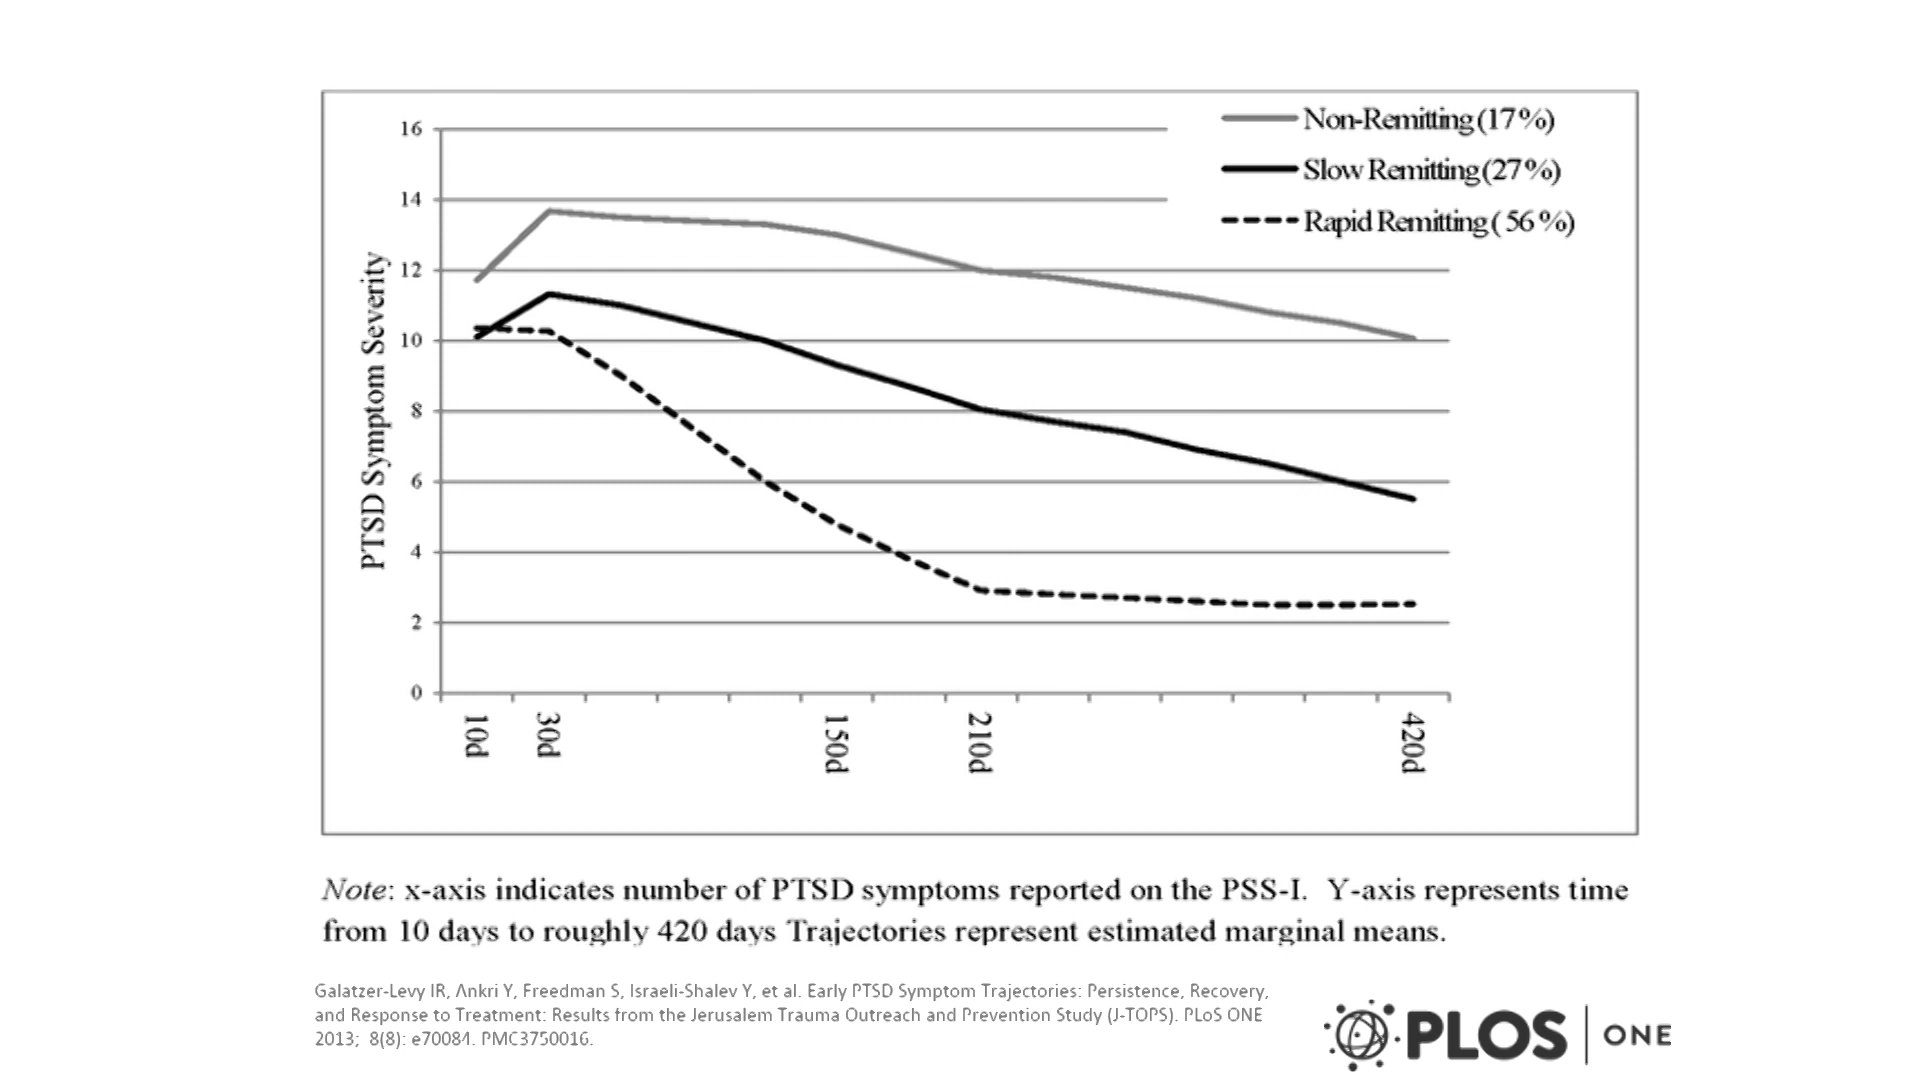 16
14
12
10
8
6
4
2
0
PTSD Symptom Severity
Non-Remitting (17%)
Slow Remitting (27%)
Rapid Remitting ( 56 %)
10d
30d
150d
210d
420d
Note: x-axis indicates number of PTSD symptoms reported on the PSS-I. Y-axis represents time
from 10 days to roughly 420 days Trajectories represent estimated marginal means.
Galatzer-Levy IR, Ankri Y, Freedman S, Israeli-Shalev Y, et al. Early PTSD Symptom Trajectories: Persistence, Recovery,
and Response to Treatment: Results from the Jerusalem Trauma Outreach and Prevention Study (J-TOPS). PLoS ONE
2013; 8(8): e70084. PMC3750016.
PLOS ONE